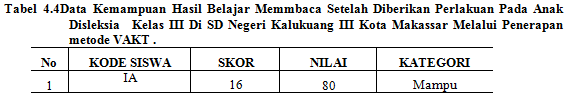 Tabel 4.4Data Kemampuan Hasil Belajar Memmbaca Setelah Diberikan Perlakuan Pada Anak
Disleksia Kelas III Di SD Negeri Kalukuang III Kota Makassar Melalui Penerapan
metode VAKT .
No KODE SISWA SKOR NILAI KATEGORI
1 IA 16 80 Mampu